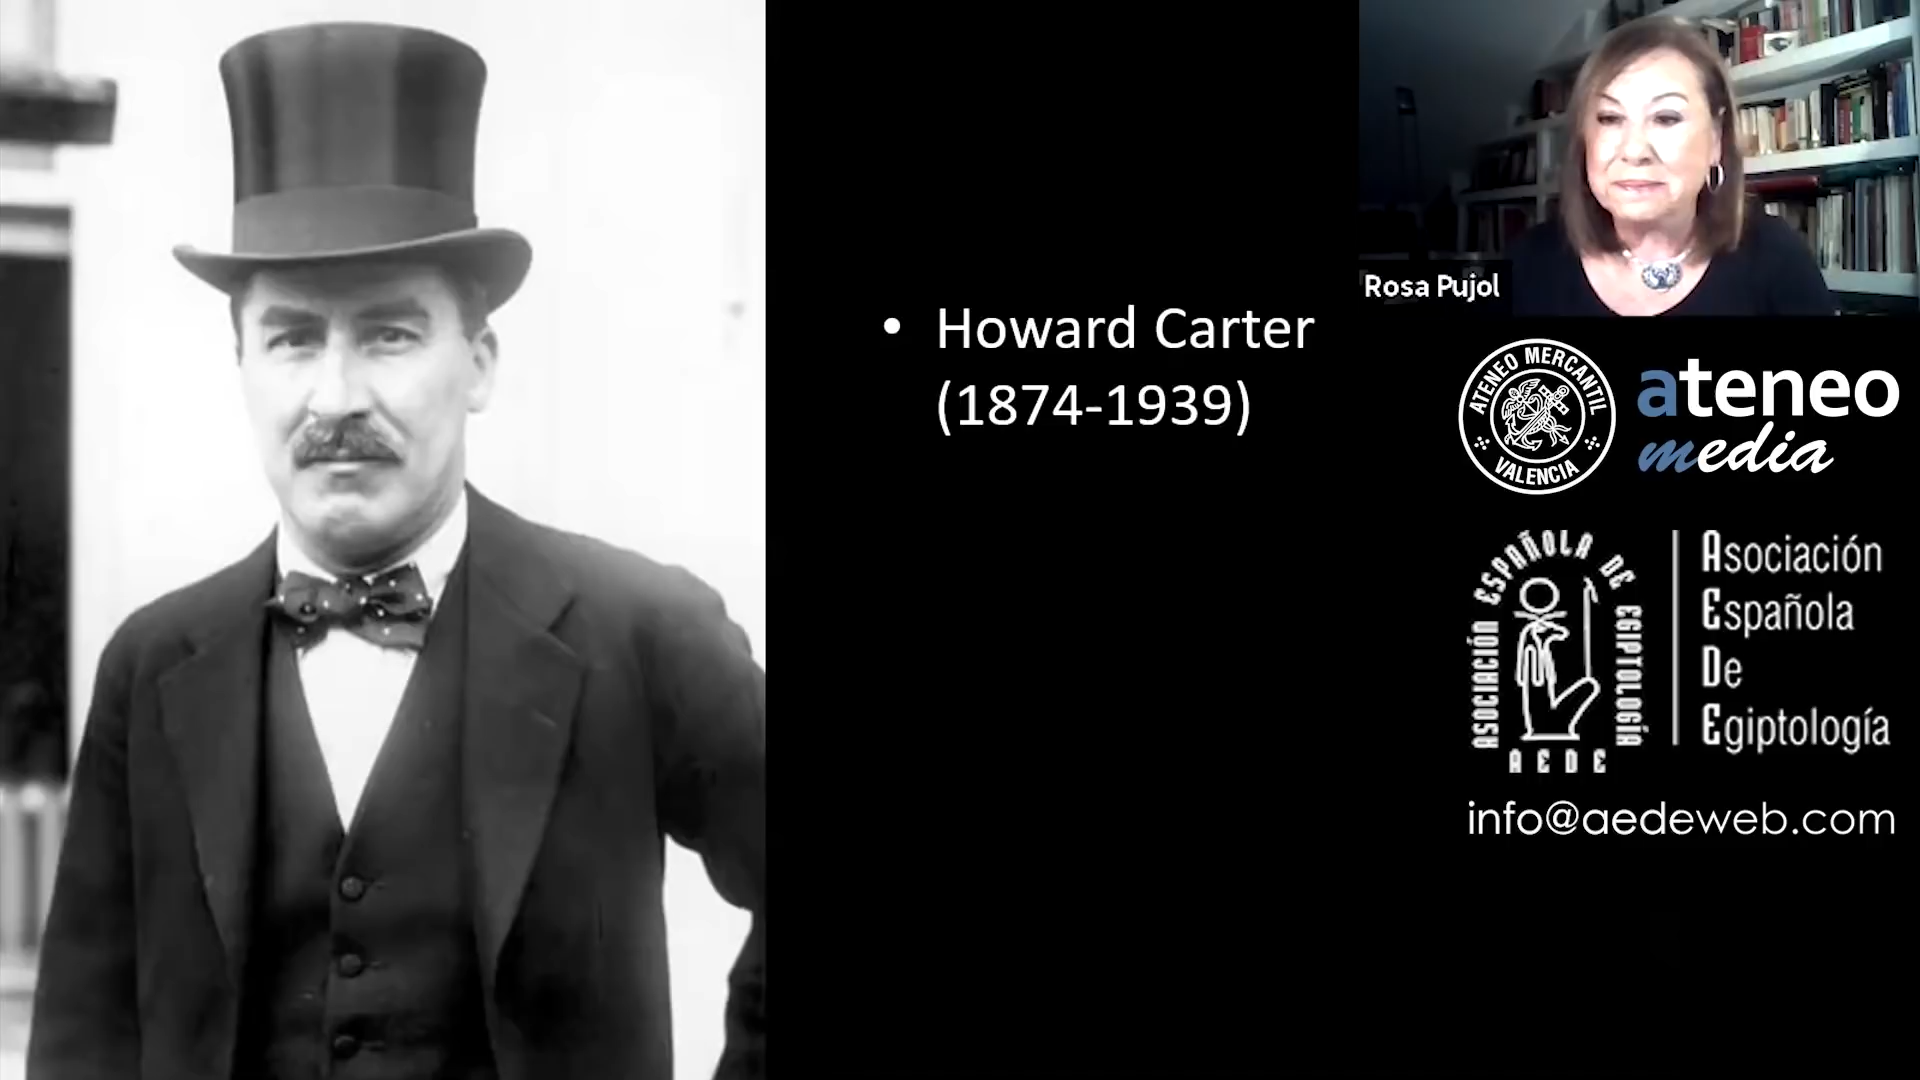 • Howard Carter
(1874-1939)
Rosa Pujol
ATENEO MERCANTIL
VALENCIA
ateneo
media
ASOCIACIÓN ESPAÑOLA DE EGIPTOLOGÍA
AEDE
Asociación
Española
De
Egiptología
info@aedeweb.com